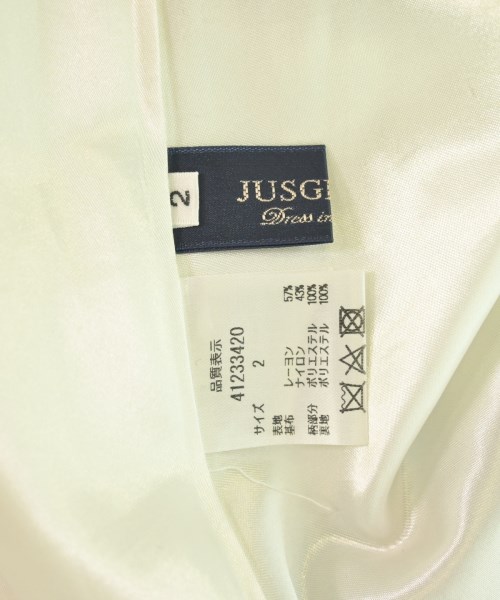 2
JUSGL
Dress in
品質表示
41233420
サイズ 2
表地 レーヨン 57%
基布 ナイロン 43%
柄部分 ポリエステル 100%
裏地 ポリエステル 100%